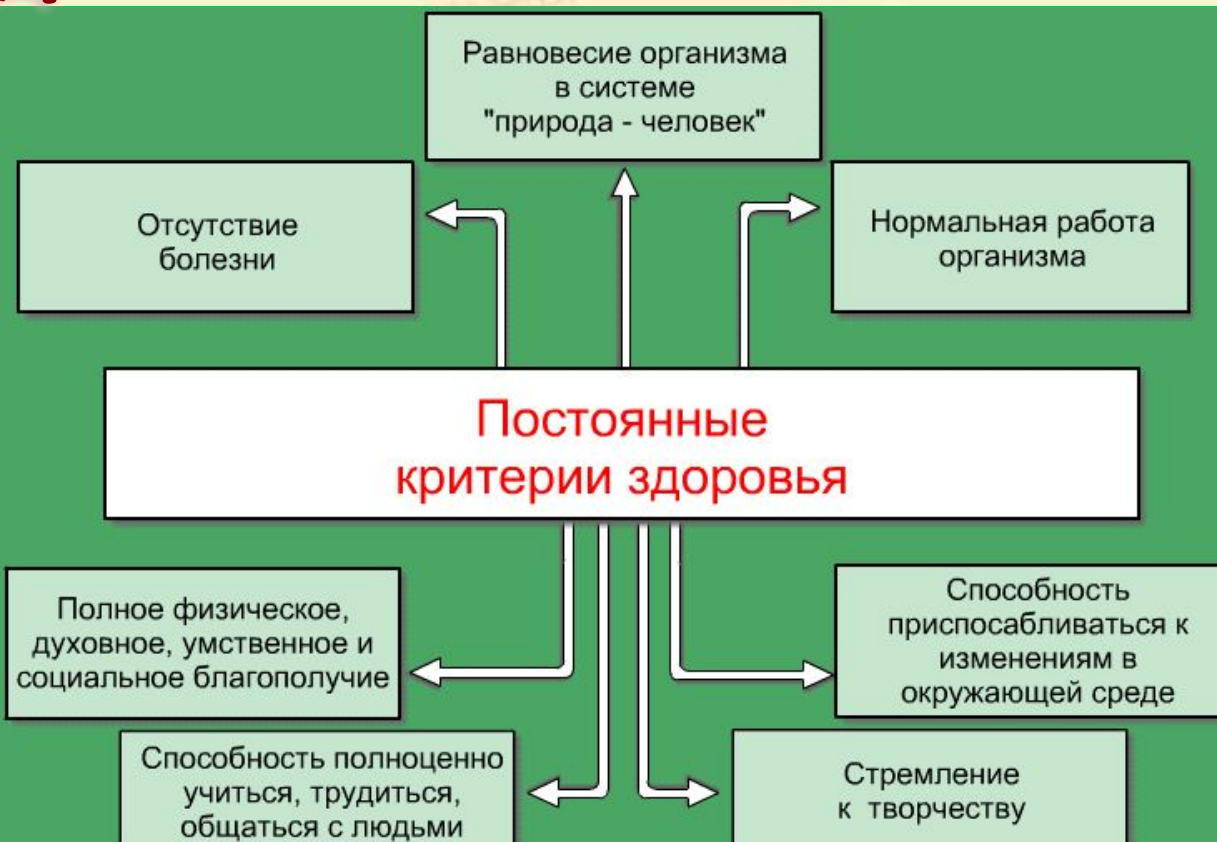 Равновесие организма
в системе
"природа - человек"
Отсутствие
болезни
Нормальная работа
организма
Постоянные
критерии здоровья
Полное физическое,
духовное, умственное и
социальное благополучие
Способность
приспосабливаться к
изменениям в
окружающей среде
Способность полноценно
учиться, трудиться,
общаться с людьми
Стремление
к творчеству